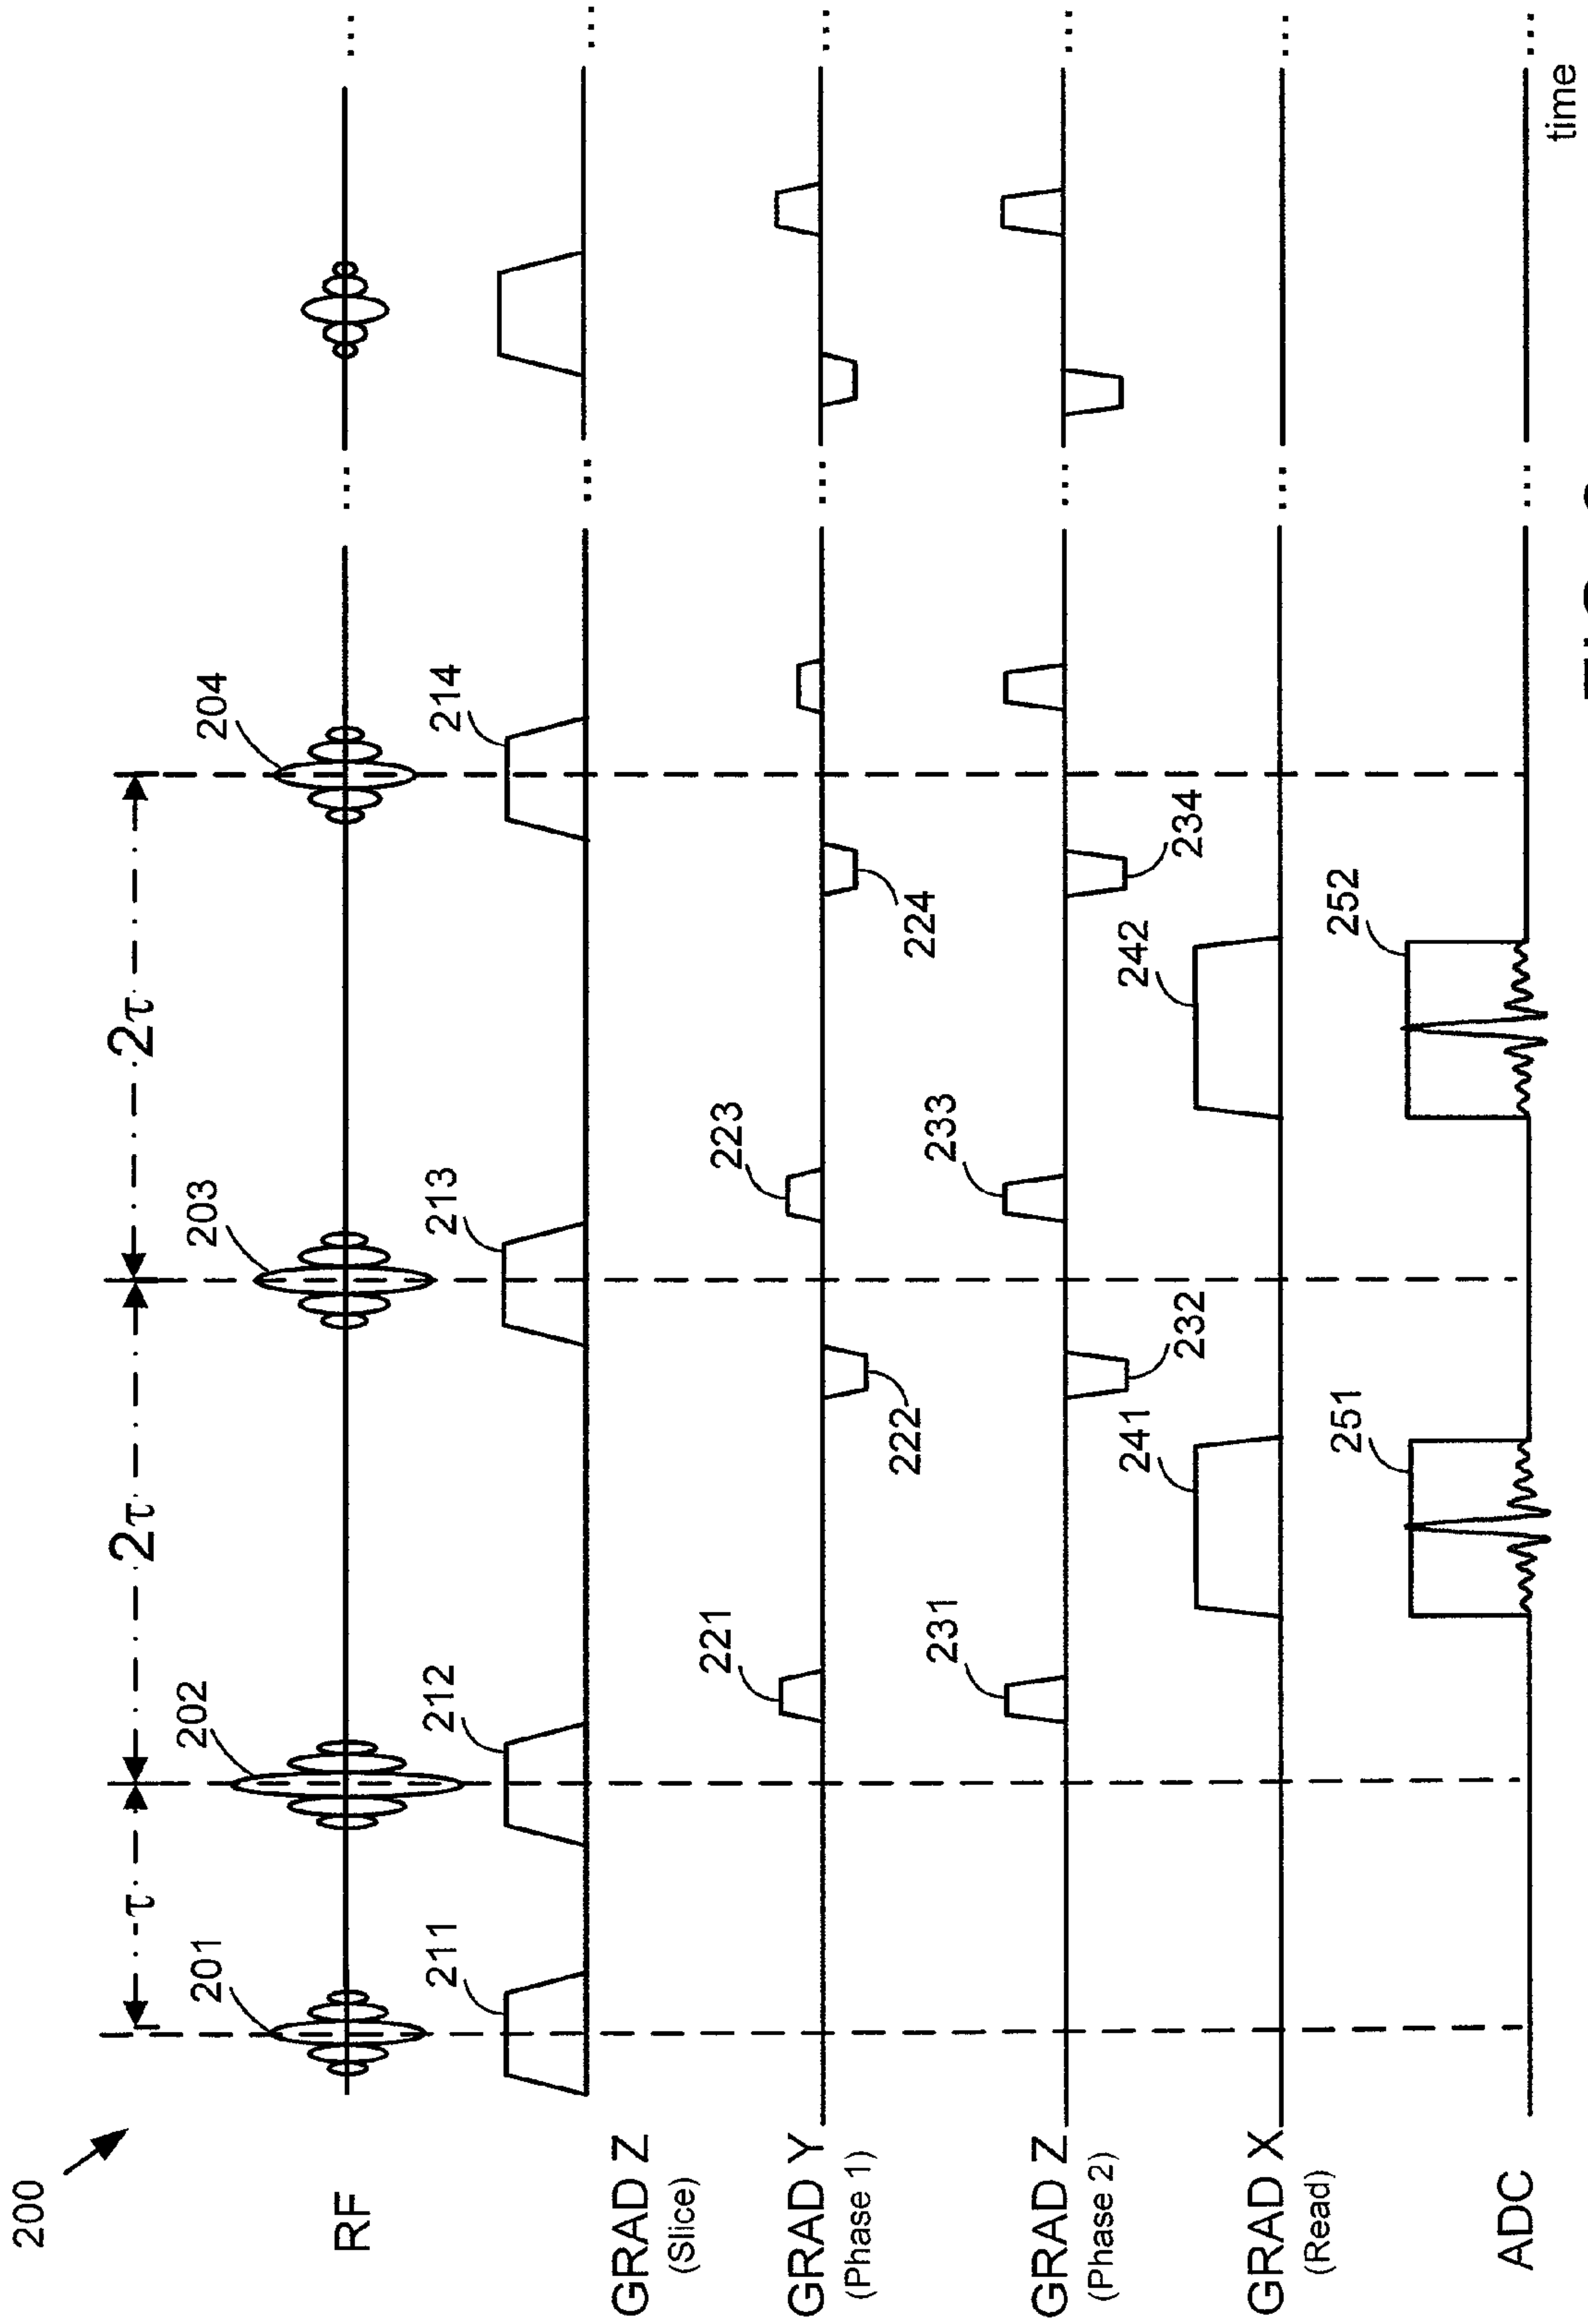 200
τ
2τ
2τ
RF
201
202
203
204
...
...
GRAD Z
(Slice)
211
212
213
214
...
...
GRAD Y
(Phase 1)
221
222
223
224
...
...
GRAD Z
(Phase 2)
231
232
233
234
...
...
GRAD X
(Read)
241
242
...
...
ADC
251
252
...
...
time